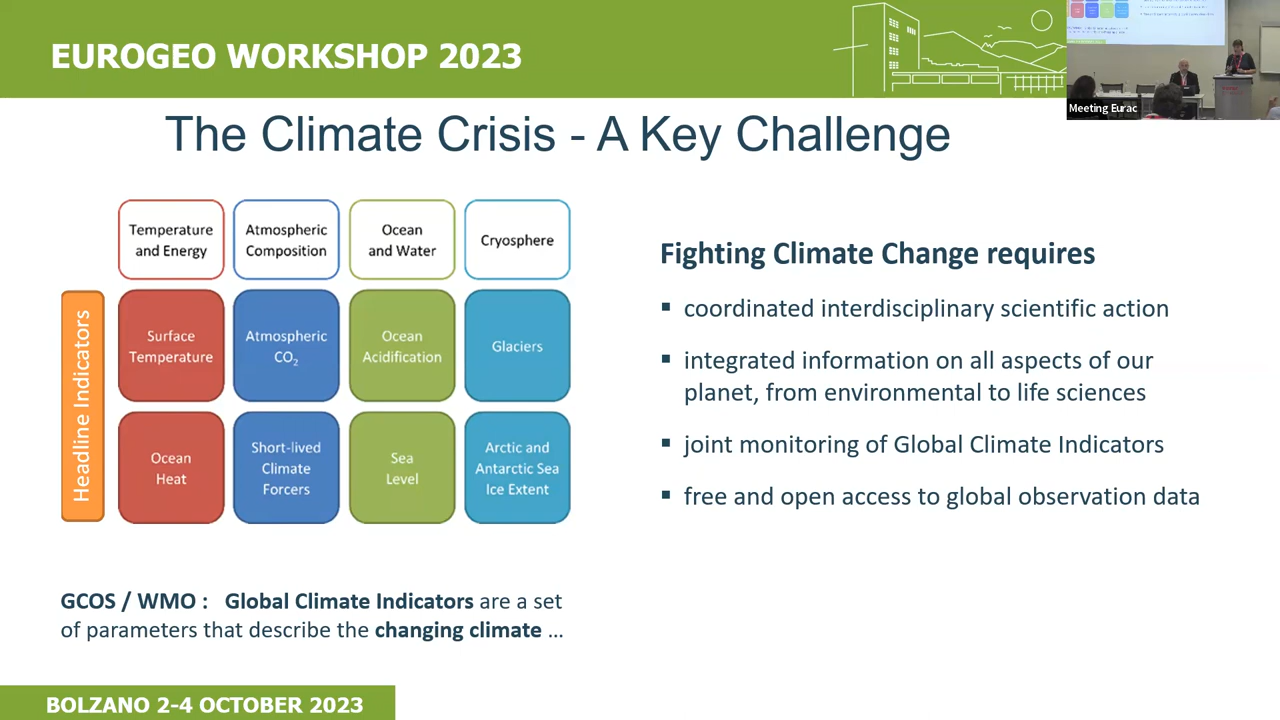 EUROGEO WORKSHOP 2023
Meeting Eurac
The Climate Crisis - A Key Challenge
Temperature
and Energy
Atmospheric
Composition
Ocean
and Water
Cryosphere
Headline Indicators
Surface
Temperature
Atmospheric
CO₂
Ocean
Acidification
Glaciers
Ocean
Heat
Short-lived
Climate
Forcers
Sea
Level
Arctic and
Antarctic Sea
Ice Extent
GCOS / WMO : Global Climate Indicators are a set
of parameters that describe the changing climate ...
Fighting Climate Change requires
▪ coordinated interdisciplinary scientific action
▪ integrated information on all aspects of our
planet, from environmental to life sciences
▪ joint monitoring of Global Climate Indicators
▪ free and open access to global observation data
BOLZANO 2-4 OCTOBER 2023